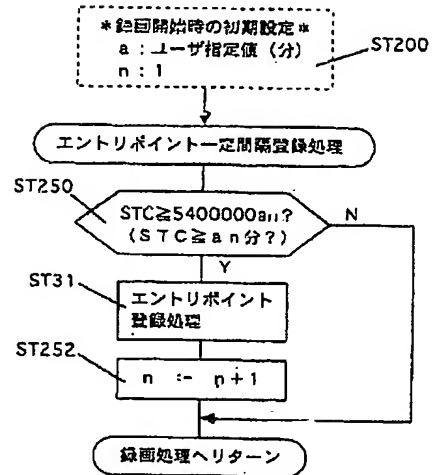 *録画開始時の初期設定*
a:ユーザ指定値(分)
n:1
ST200
エントリポイント一定間隔登録処理
ST250
STC≧5400000an?
(STC≧an分?)
N
Y
ST31
エントリポイント
登録処理
ST252
n := n+1
録画処理へリターン